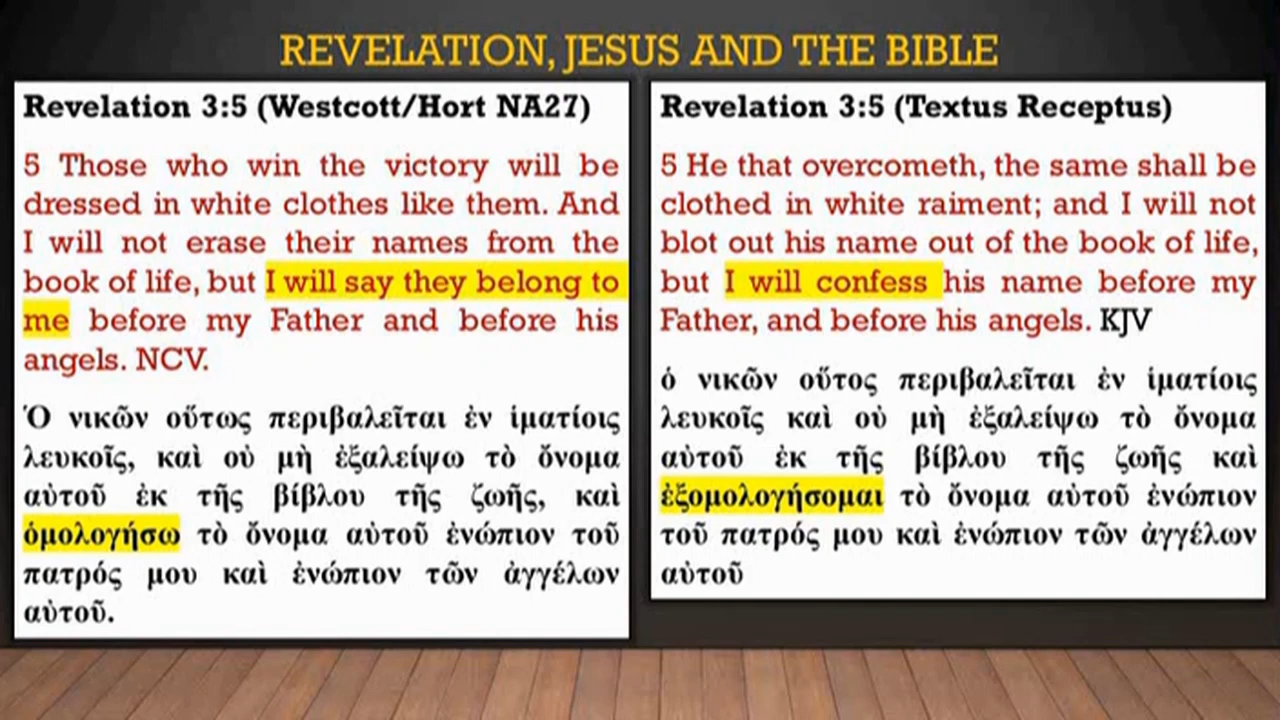 REVELATION, JESUS AND THE BIBLE
Revelation 3:5 (Westcott/Hort NA27)
5 Those who win the victory will be
dressed in white clothes like them. And
I will not erase their names from the
book of life, but I will say they belong to
me before my Father and before his
angels. NCV.
Ὁ νικῶν οὕτως περιβαλεῖται ἐν ἱματίοις
λευκοῖς, καὶ οὐ μὴ ἐξαλείψω τὸ ὄνομα
αὐτοῦ ἐκ τῆς βίβλου τῆς ζωῆς, καὶ
ὁμολογήσω τὸ ὄνομα αὐτοῦ ἐνώπιον τοῦ
πατρός μου καὶ ἐνώπιον τῶν ἀγγέλων
αὐτοῦ.
Revelation 3:5 (Textus Receptus)
5 He that overcometh, the same shall be
clothed in white raiment; and I will not
blot out his name out of the book of life,
but I will confess his name before my
Father, and before his angels. KJV
ὁ νικῶν οὗτος περιβαλεῖται ἐν ἱματίοις
λευκοῖς καὶ οὐ μὴ ἐξαλείψω τὸ ὄνομα
αὐτοῦ ἐκ τῆς βίβλου τῆς ζωῆς καὶ
ἐξομολογήσομαι τὸ ὄνομα αὐτοῦ ἐνώπιον
τοῦ πατρός μου καὶ ἐνώπιον τῶν ἀγγέλων
αὐτοῦ